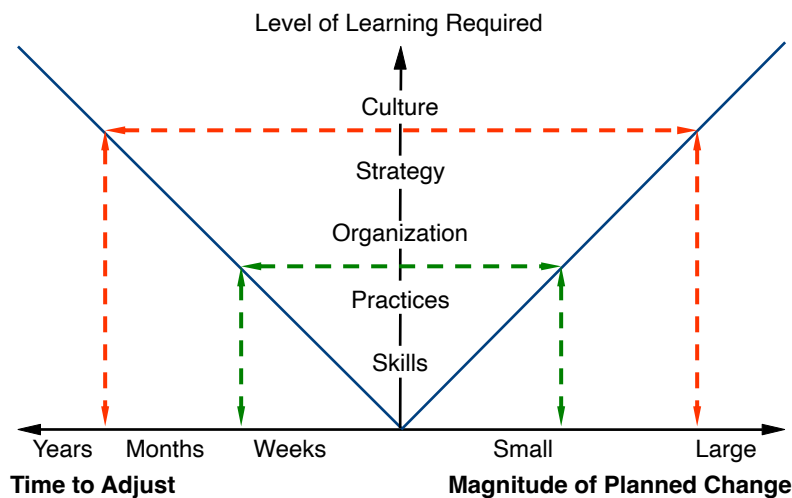 Level of Learning Required
Culture
Strategy
Organization
Practices
Skills
Years Months Weeks Small Large
Time to Adjust Magnitude of Planned Change